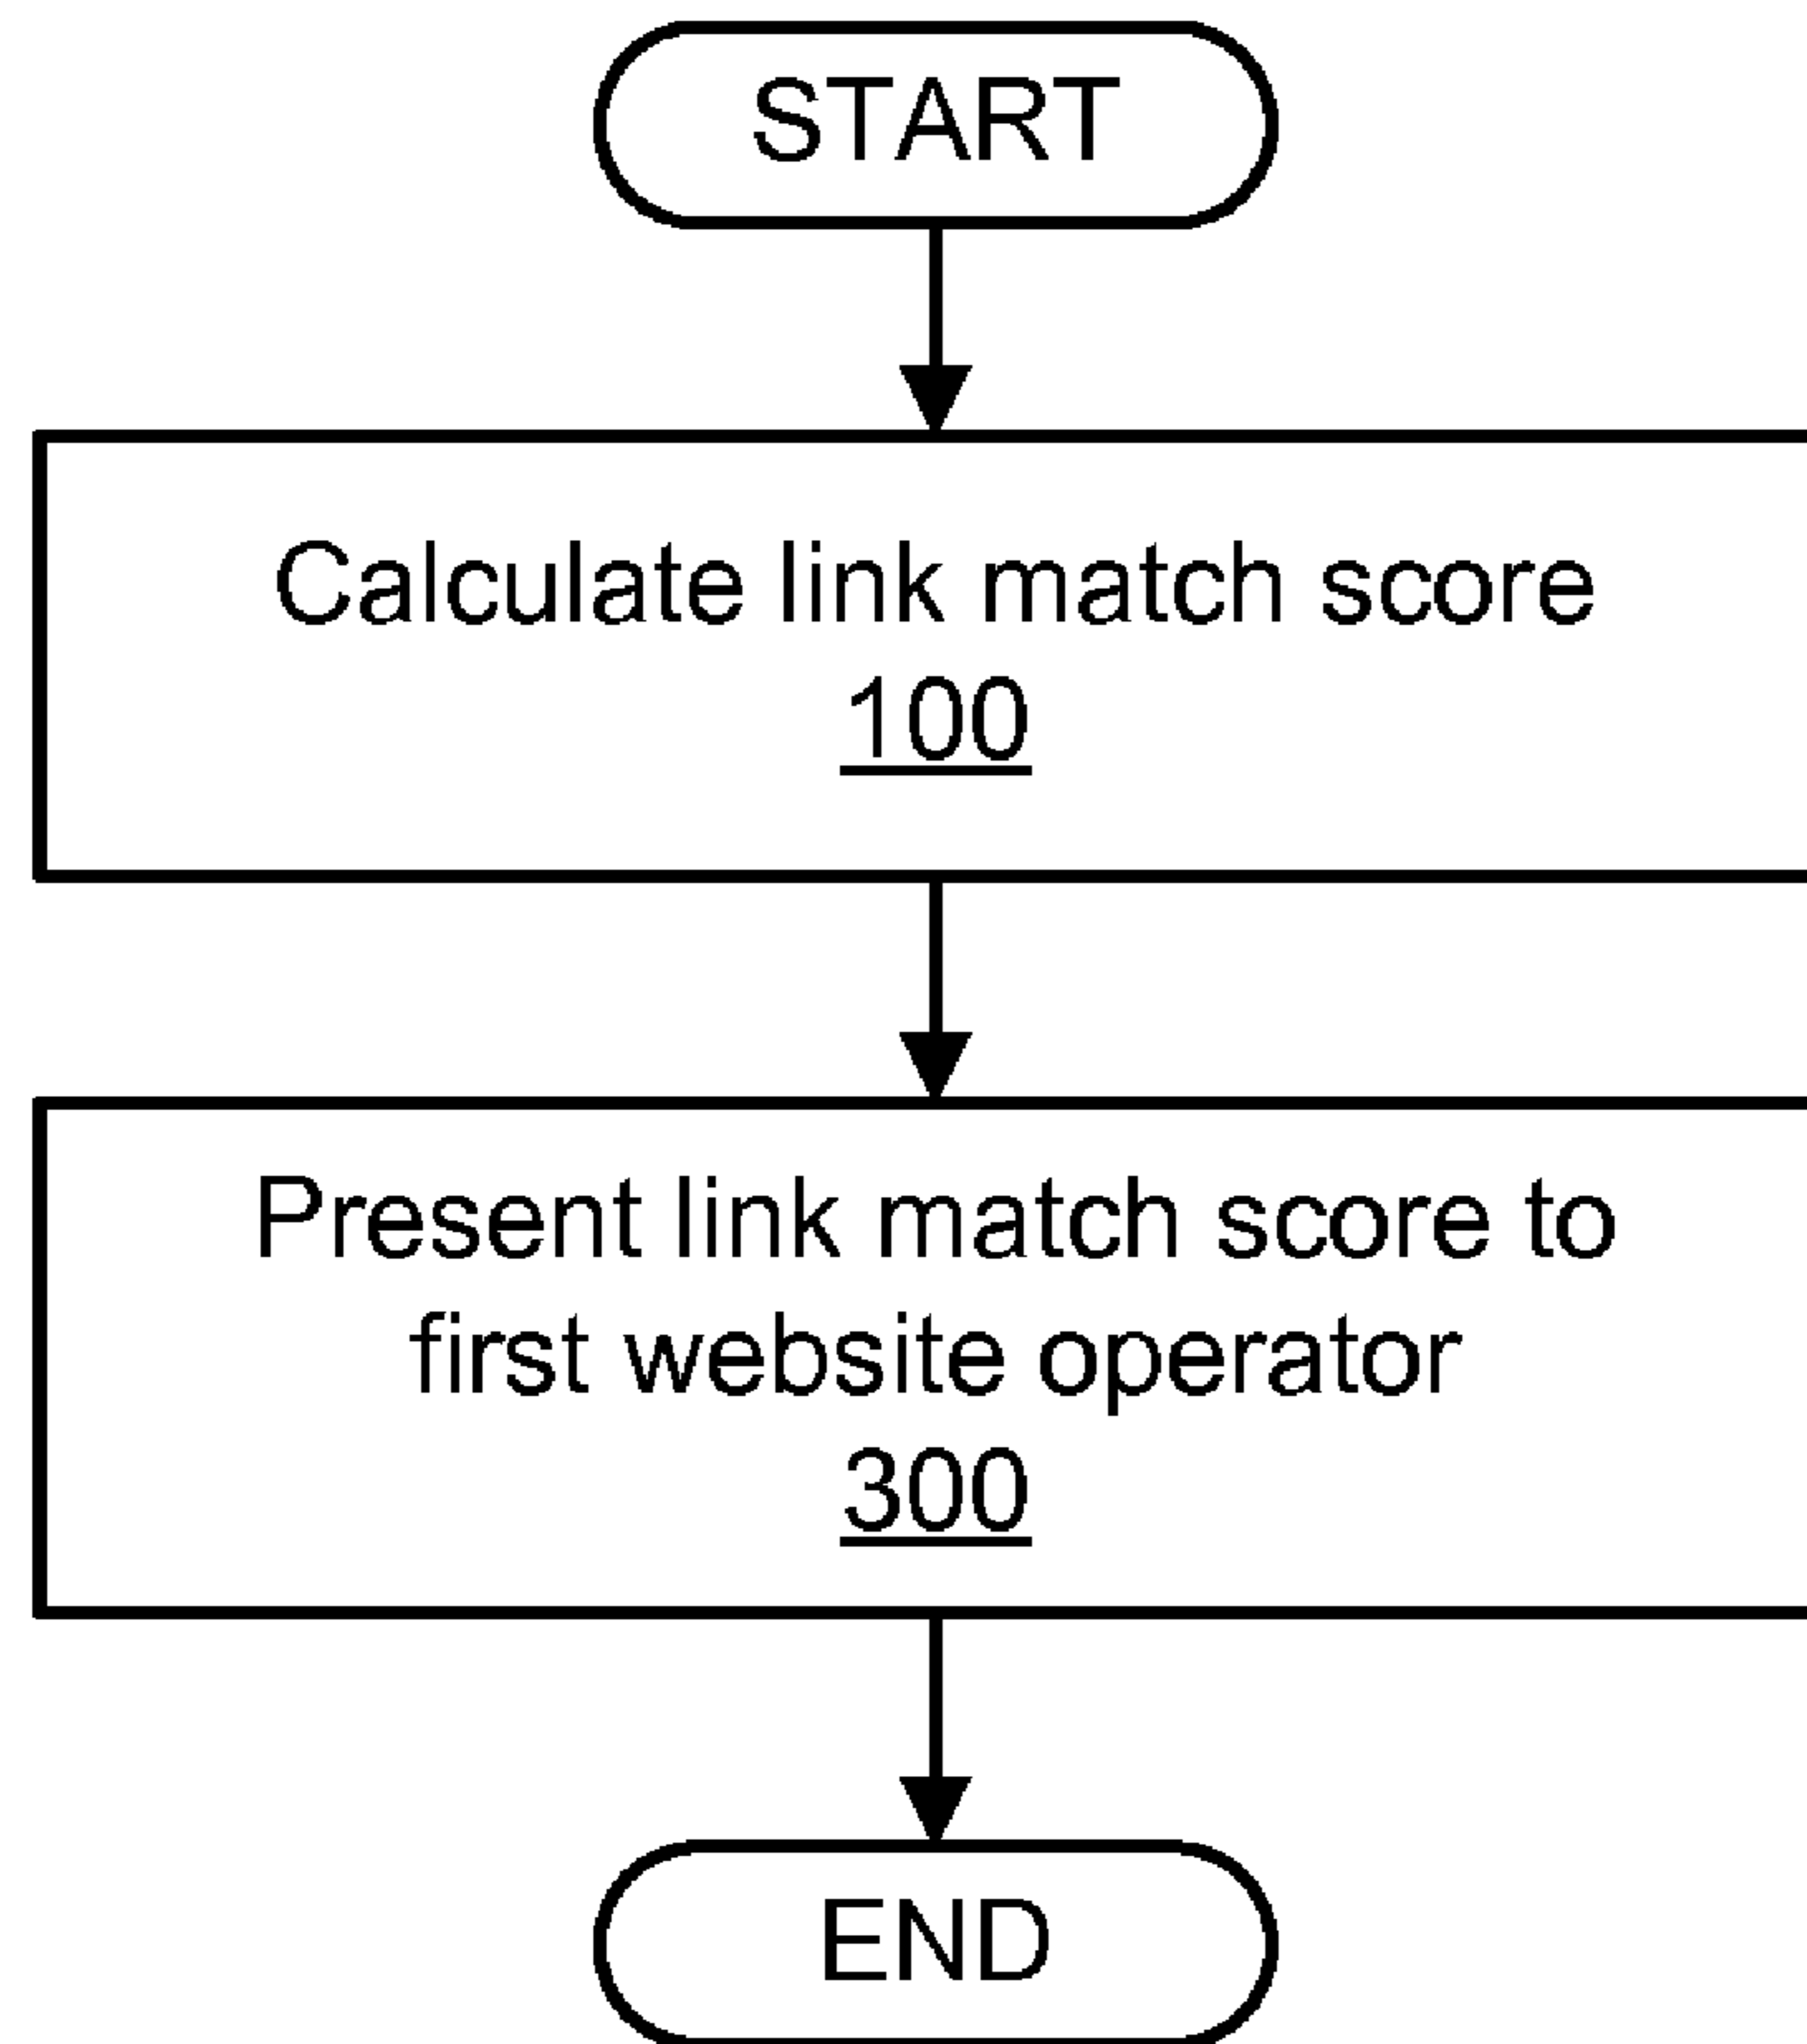 START
Calculate link match score
100
Present link match score to
first website operator
300
END